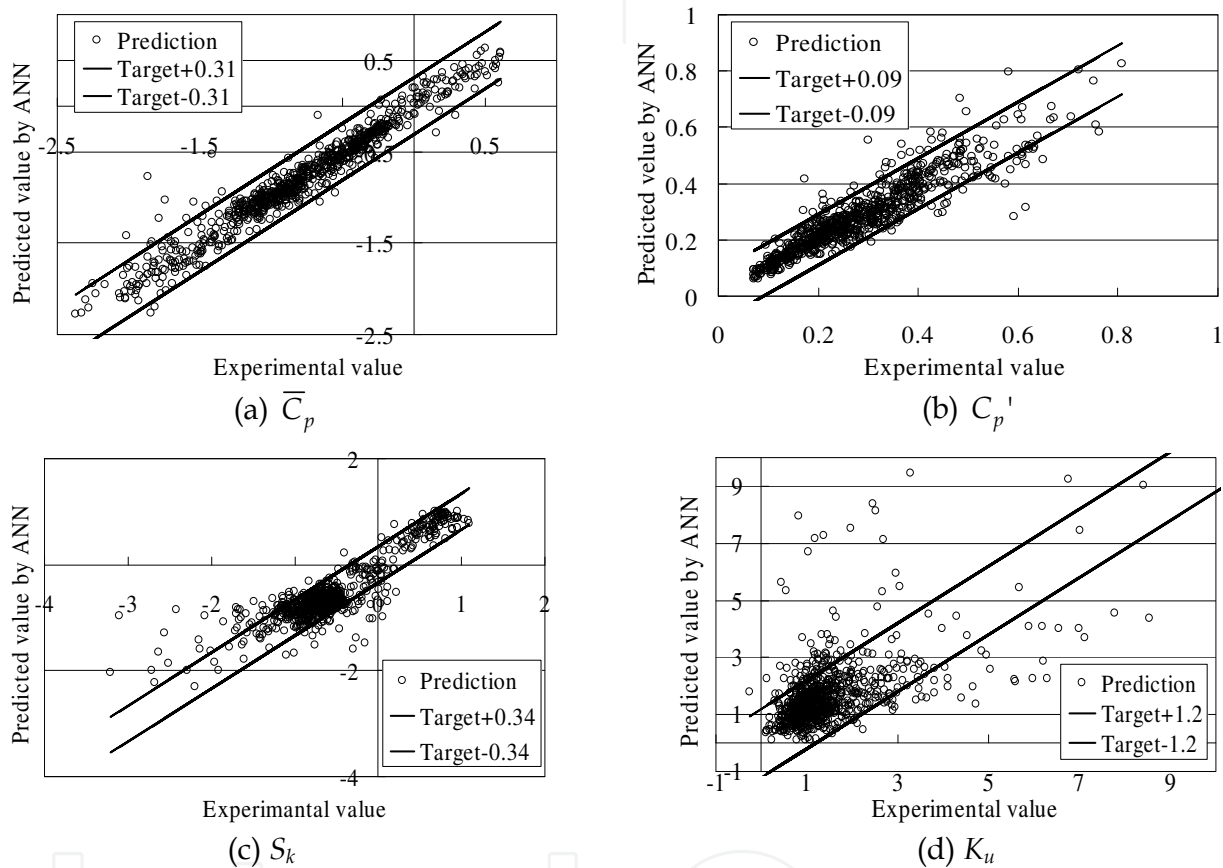 Prediction
Target+0.31
Target-0.31
0.5
-2.5
-1.5
-0.5
0.5
-1.5
-2.5
Predicted value by ANN
Experimental value
(a) C̅p
1
0.8
0.6
0.4
0.2
0
0
0.2
0.4
0.6
0.8
1
Prediction
Target+0.09
Target-0.09
Predicted velue by ANN
Experimental value
(b) Cp'
2
-4
-3
-2
-1
0
0
1
2
-2
-4
Prediction
Target+0.34
Target-0.34
Predicted value by ANN
Experimantal value
(c) Sk
9
7
5
3
1
-1
-1
1
3
5
7
9
Prediction
Target+1.2
Target-1.2
Predicted value by ANN
Experimental value
(d) Ku